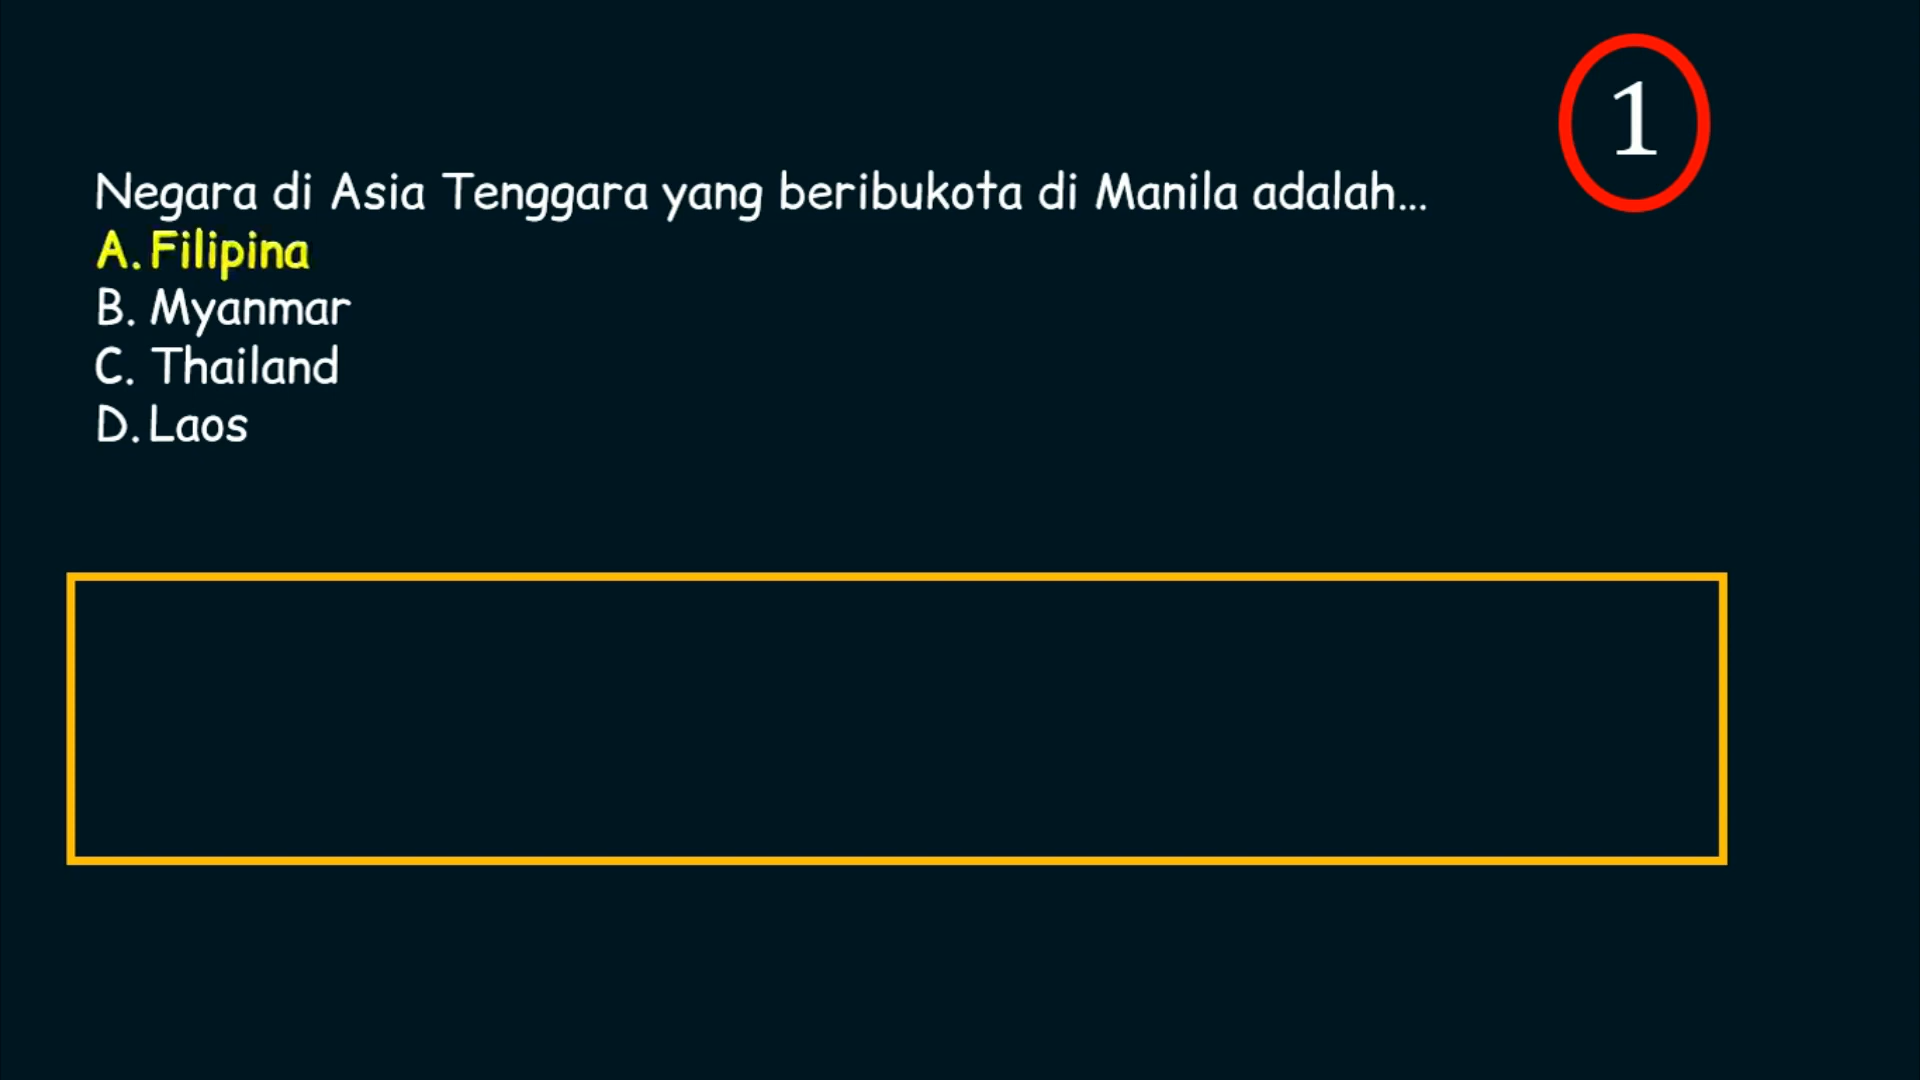 1
Negara di Asia Tenggara yang beribukota di Manila adalah...
A. Filipina
B. Myanmar
C. Thailand
D. Laos